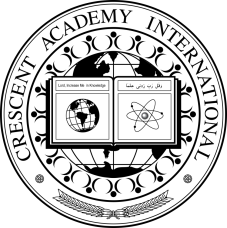 CRESCENT ACADEMY INTERNATIONAL
Lord, Increase Me In Knowledge
وقل رب زدني علما